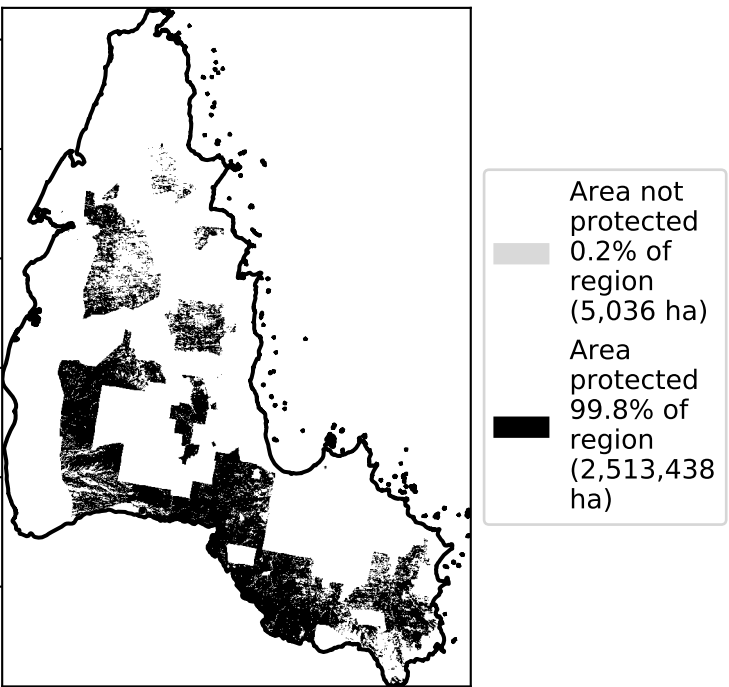 Area not
protected
0.2% of
region
(5,036 ha)
Area
protected
99.8% of
region
(2,513,438
ha)